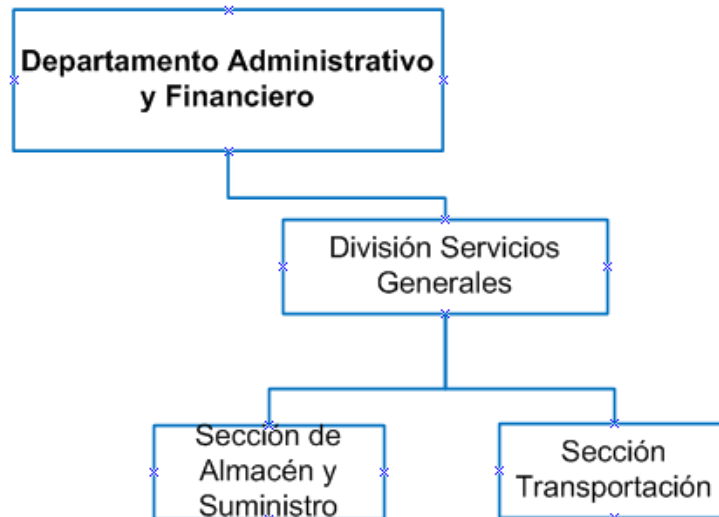 Departamento Administrativo
y Financiero
División Servicios
Generales
Sección de
Almacén y
Suministro
Sección
Transportación